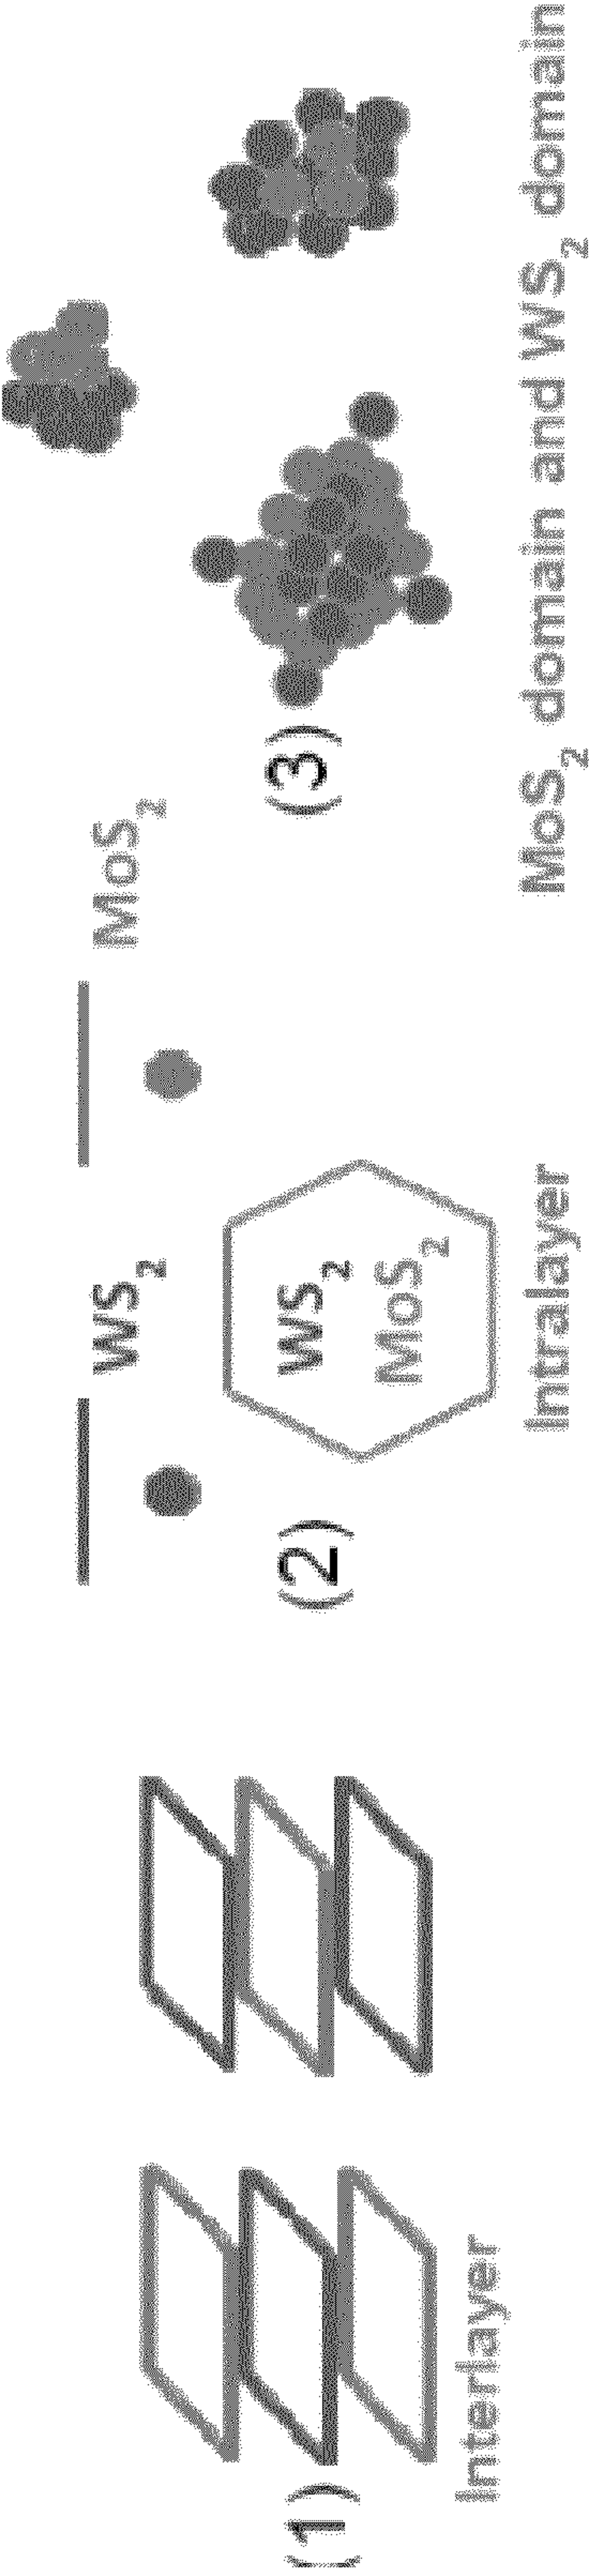 WS2
MoS2
(1)
Interlayer
(2)
WS2
MoS2
Intralayer
(3)
MoS2 domain and WS2 domain